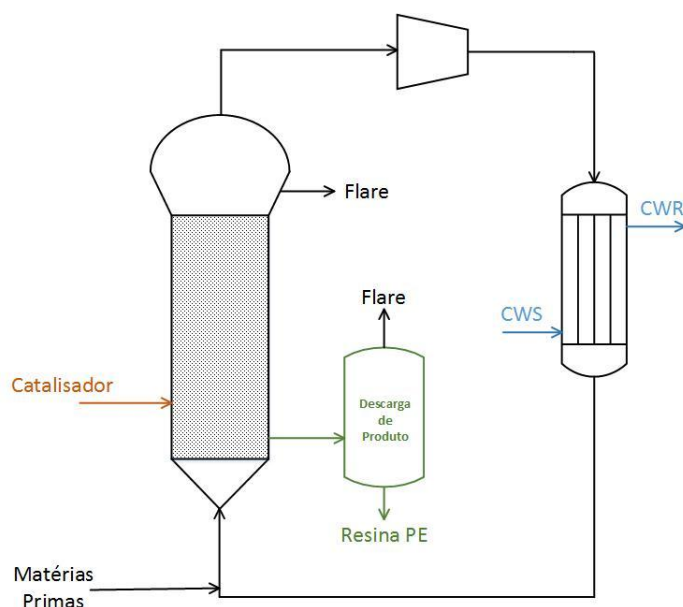 Flare
CWR
Flare
CWS
Catalisador
Descarga
de
Produto
Resina PE
Matérias
Primas